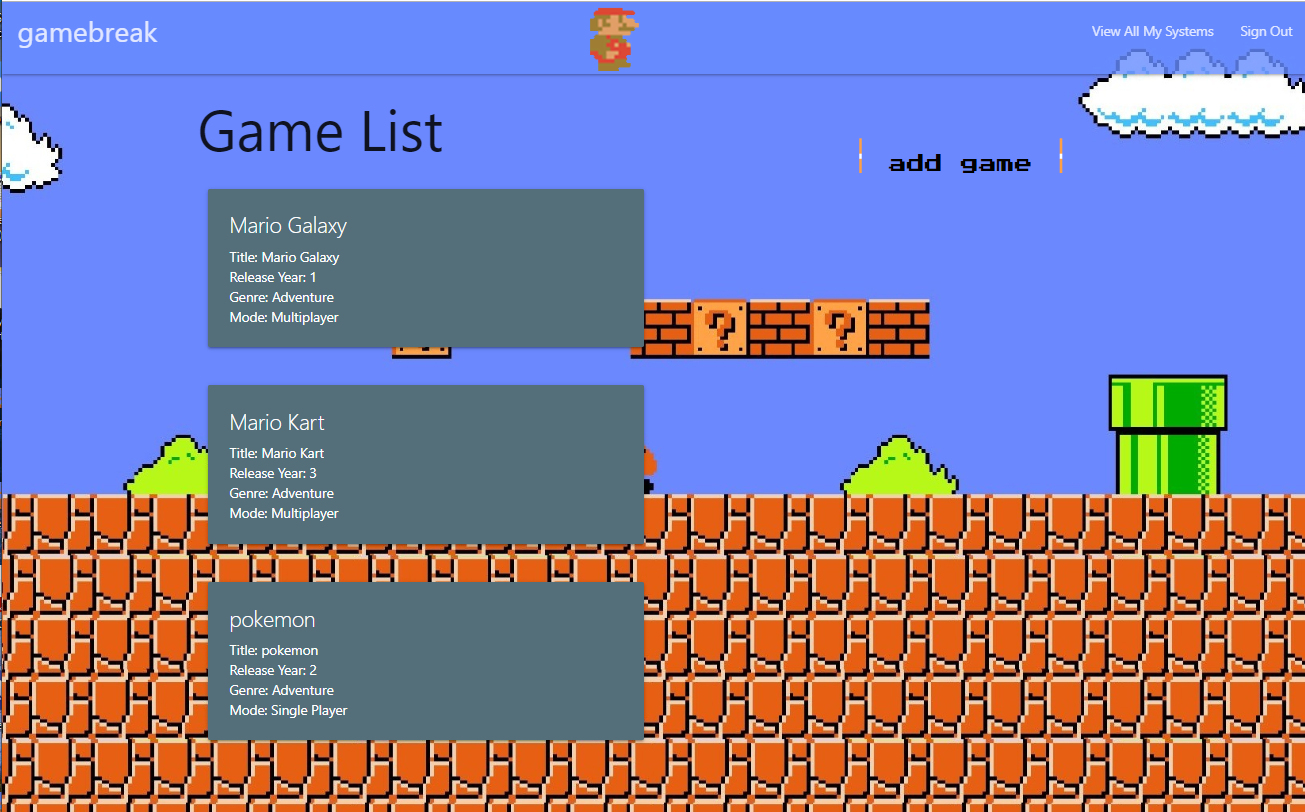 gamebreak
View All My Systems
Sign Out
Game List
add game
Mario Galaxy
Title: Mario Galaxy
Release Year: 1
Genre: Adventure
Mode: Multiplayer
? ?
Mario Kart
Title: Mario Kart
Release Year: 3
Genre: Adventure
Mode: Multiplayer
pokemon
Title: pokemon
Release Year: 2
Genre: Adventure
Mode: Single Player